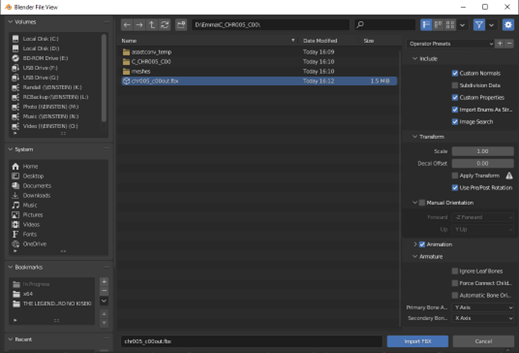 Blender File View
Volumes
Local Disk (C:)
Local Disk (D:)
BD-ROM Drive (E:)
USB Drive (F:)
USB Drive (G:)
Randall (\\EINSTEIN) (K:)
RCBackup (\\EINSTEIN) (L:)
Photo (\\EINSTEIN) (M:)
Music (\\EINSTEIN) (N:)
Video (\\EINSTEIN) (O:)
System
Home
Desktop
Documents
Downloads
Music
Pictures
Videos
Fonts
OneDrive
Bookmarks
In Progress
x64
THE LEGEND...RO NO KISEKI
Recent
D:\Emma\C_CHR005_C00\
Name
Date Modified
Size
assetconv_temp
Today 16:09
C_CHR005_C00
Today 16:10
meshes
Today 16:10
chr005_c00out.fbx
Today 16:12
1.5 MiB
chr005_c00out.fbx
Operator Presets
Include
Custom Normals
Subdivision Data
Custom Properties
Import Enums As Str...
Image Search
Transform
Scale
1.00
Decal Offset
0.00
Apply Transform
Use Pre/Post Rotation
Manual Orientation
Forward
-Z Forward
Up
Y Up
Animation
Armature
Ignore Leaf Bones
Force Connect Child...
Automatic Bone Ori...
Primary Bone A...
Y Axis
Secondary Bon...
X Axis
Import FBX
Cancel